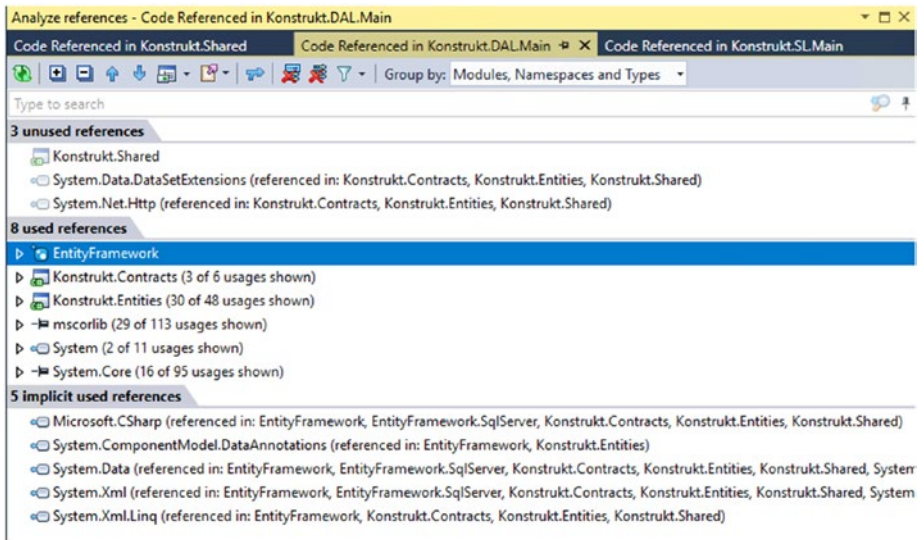 Analyze references - Code Referenced in Konstrukt.DAL.Main
Code Referenced in Konstrukt.Shared Code Referenced in Konstrukt.DAL.Main Code Referenced in Konstrukt.SL.Main
Group by: Modules, Namespaces and Types
Type to search
3 unused references
Konstrukt.Shared
System.Data.DataSetExtensions (referenced in: Konstrukt.Contracts, Konstrukt.Entities, Konstrukt.Shared)
System.Net.Http (referenced in: Konstrukt.Contracts, Konstrukt.Entities, Konstrukt.Shared)
8 used references
EntityFramework
Konstrukt.Contracts (3 of 6 usages shown)
Konstrukt.Entities (30 of 48 usages shown)
mscorlib (29 of 113 usages shown)
System (2 of 11 usages shown)
System.Core (16 of 95 usages shown)
5 implicit used references
Microsoft.CSharp (referenced in: EntityFramework, EntityFramework.SqlServer, Konstrukt.Contracts, Konstrukt.Entities, Konstrukt.Shared)
System.ComponentModel.DataAnnotations (referenced in: EntityFramework, Konstrukt.Entities)
System.Data (referenced in: EntityFramework, EntityFramework.SqlServer, Konstrukt.Contracts, Konstrukt.Entities, Konstrukt.Shared, System
System.Xml (referenced in: EntityFramework, EntityFramework.SqlServer, Konstrukt.Contracts, Konstrukt.Entities, Konstrukt.Shared, System
System.Xml.Linq (referenced in: EntityFramework, Konstrukt.Contracts, Konstrukt.Entities, Konstrukt.Shared)